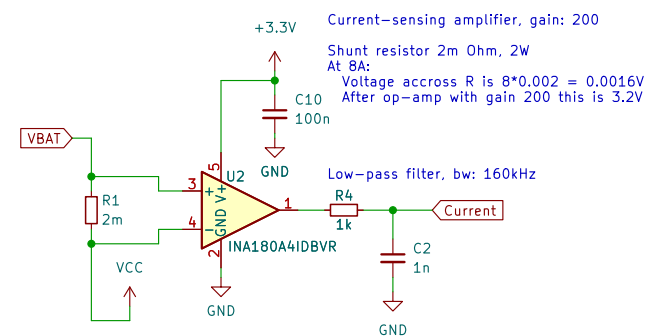 Current-sensing amplifier, gain: 200
+3.3V
Shunt resistor 2m Ohm, 2W
At 8A:
Voltage accross R is 8*0.002 = 0.0016V
After op-amp with gain 200 this is 3.2V
C10
100n
VBAT
GND
Low-pass filter, bw: 160kHz
5
U2
R1
2m
3
+
V+
1
R4
1k
Current
4
-
GND
2
INA180A4IDBVR
C2
1n
VCC
GND
GND